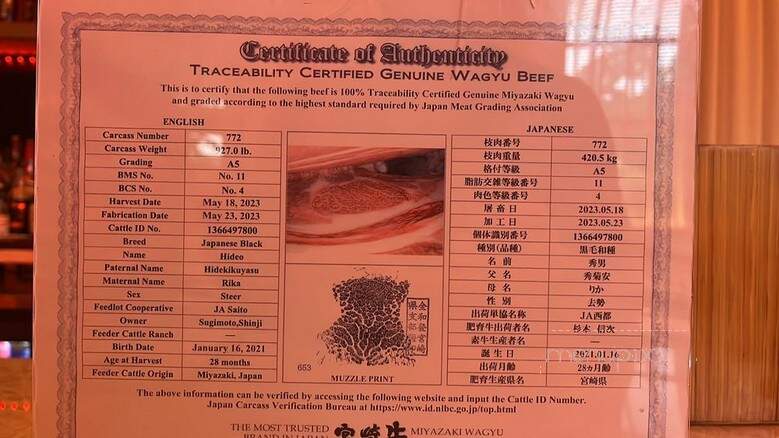 Certificate of Authenticity
TRACEABILITY CERTIFIED GENUINE WAGYU BEEF
This is to certify that the following beef is 100% Traceability Certified Genuine Miyazaki Wagyu
and graded according to the highest standard required by Japan Meat Grading Association
ENGLISH
Carcass Number 772
Carcass Weight 927.0 lb.
Grading A5
BMS No. No. 11
BCS No. No. 4
Harvest Date May 18, 2023
Fabrication Date May 23, 2023
Cattle ID No. 1366497800
Breed Japanese Black
Name Hideo
Paternal Name Hidekikuyasu
Maternal Name Rika
Sex Steer
Feedlot Cooperative JA Saito
Owner Sugimoto,Shinji
Feeder Cattle Ranch —
Birth Date January 16, 2021
Age at Harvest 28 months
Feeder Cattle Origin Miyazaki, Japan
653
MUZZLE PRINT
JAPANESE
枝肉番号 772
枝肉重量 420.5 kg
格付等級 A5
脂肪交雑等級番号 11
肉色等級番号 4
屠畜日 2023.05.18
加工日 2023.05.23
個体識別番号 1366497800
種別(品種) 黒毛和種
名前 秀男
父名 秀菊安
母名 りか
性別 去勢
出荷単協名称 JA西都
肥育牛出荷者名 杉本 信次
素牛生産者名 —
誕生日 2021.01.16
出荷月齢 28ヵ月齢
肥育牛産県名 宮崎県
The above information can be verified by accessing the following website and input the Cattle ID Number.
Japan Carcass Verification Bureau at https://www.id.nlbc.go.jp/top.html
THE MOST TRUSTED
BRAND IN JAPAN
宮崎牛
MIYAZAKI WAGYU